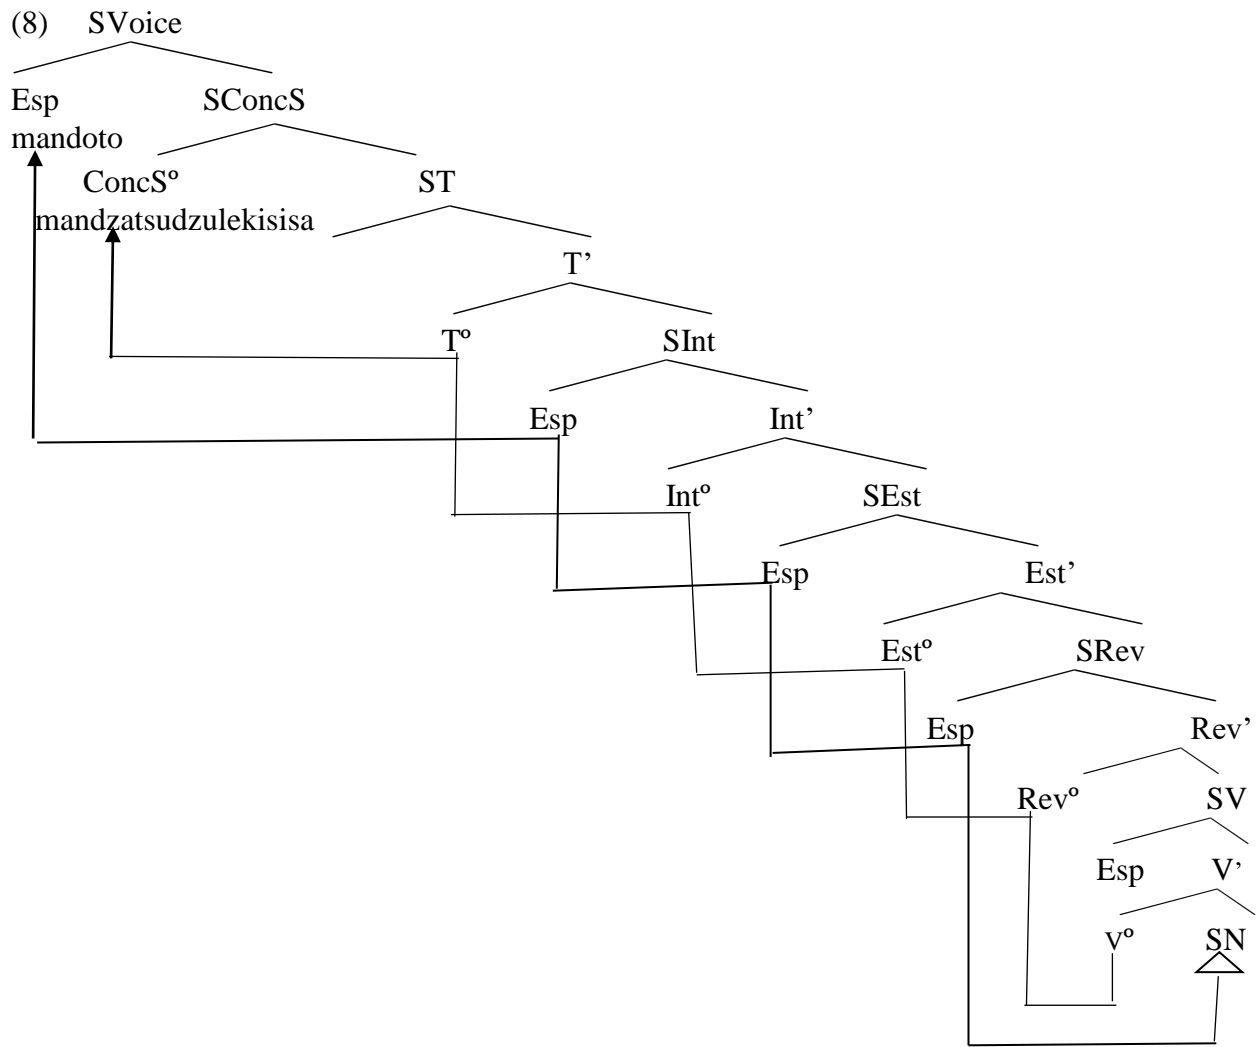 (8) SVoice
Esp SConcS
mandoto
ConcSº ST
mandzatsudzulekisisa
T’
Tº SInt
Esp Int’
Intº SEst
Esp Est’
Estº SRev
Esp Rev’
Revº SV
Esp V’
Vº SN